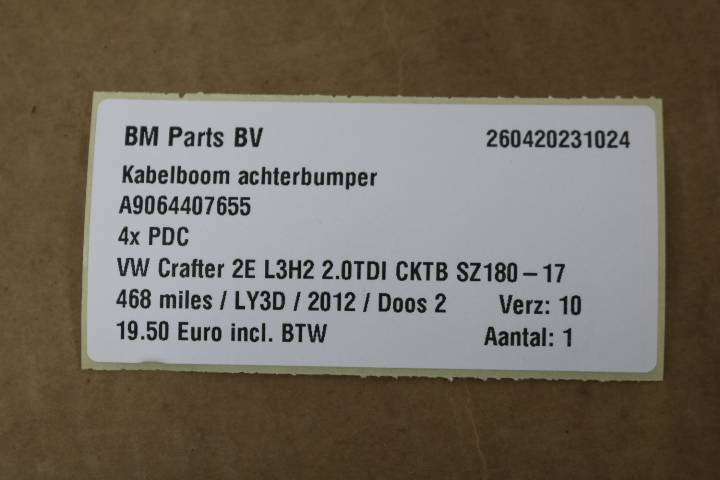 BM Parts BV 260420231024
Kabelboom achterbumper
A9064407655
4x PDC
VW Crafter 2E L3H2 2.0TDI CKTB SZ180-17
468 miles / LY3D / 2012 / Doos 2 Verz: 10
19.50 Euro incl. BTW Aantal: 1